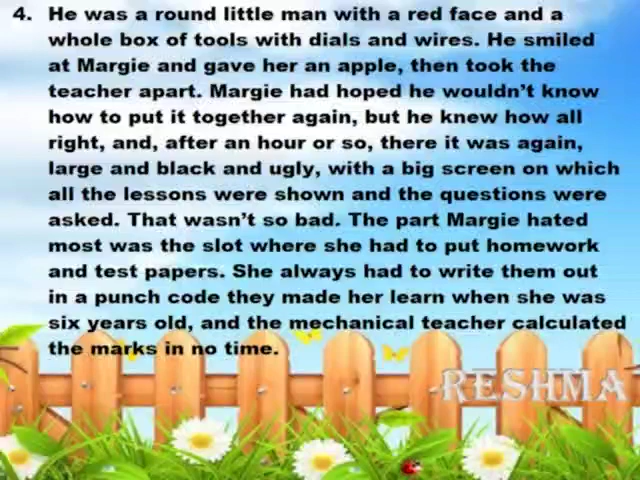 4. He was a round little man with a red face and a
whole box of tools with dials and wires. He smiled
at Margie and gave her an apple, then took the
teacher apart. Margie had hoped he wouldn’t know
how to put it together again, but he knew how all
right, and, after an hour or so, there it was again,
large and black and ugly, with a big screen on which
all the lessons were shown and the questions were
asked. That wasn’t so bad. The part Margie hated
most was the slot where she had to put homework
and test papers. She always had to write them out
in a punch code they made her learn when she was
six years old, and the mechanical teacher calculated
the marks in no time.
RESHMA